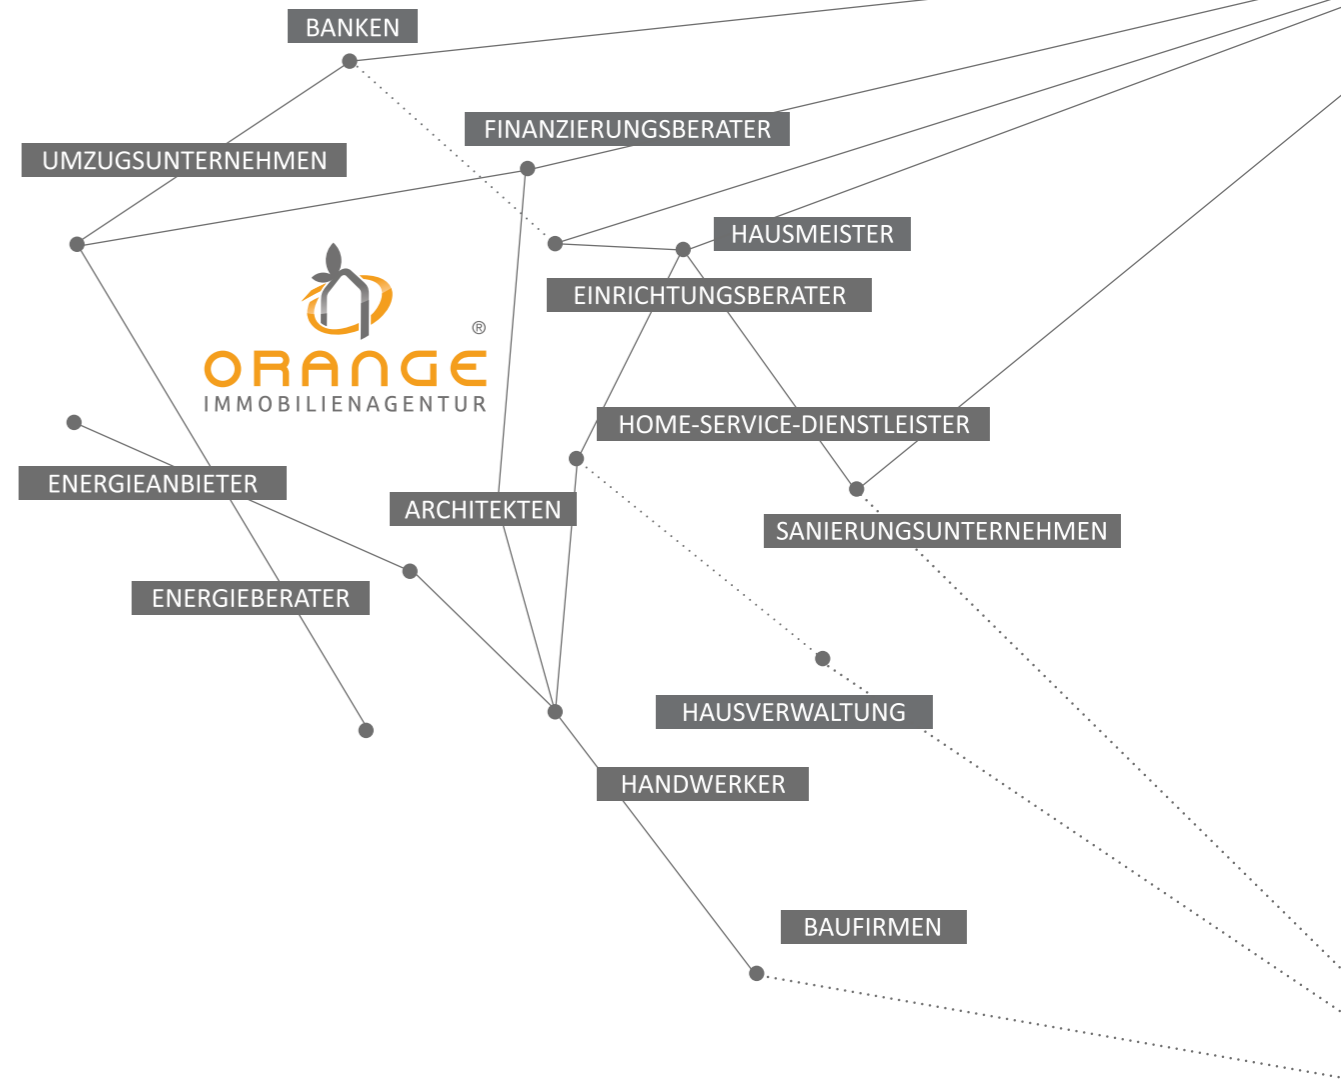 BANKEN
FINANZIERUNGSBERATER
UMZUGSUNTERNEHMEN
HAUSMEISTER
EINRICHTUNGSBERATER
®
ORANGE
IMMOBILIENAGENTUR
HOME-SERVICE-DIENSTLEISTER
ENERGIEANBIETER
ARCHITEKTEN
SANIERUNGSUNTERNEHMEN
ENERGIEBERATER
HAUSVERWALTUNG
HANDWERKER
BAUFIRMEN